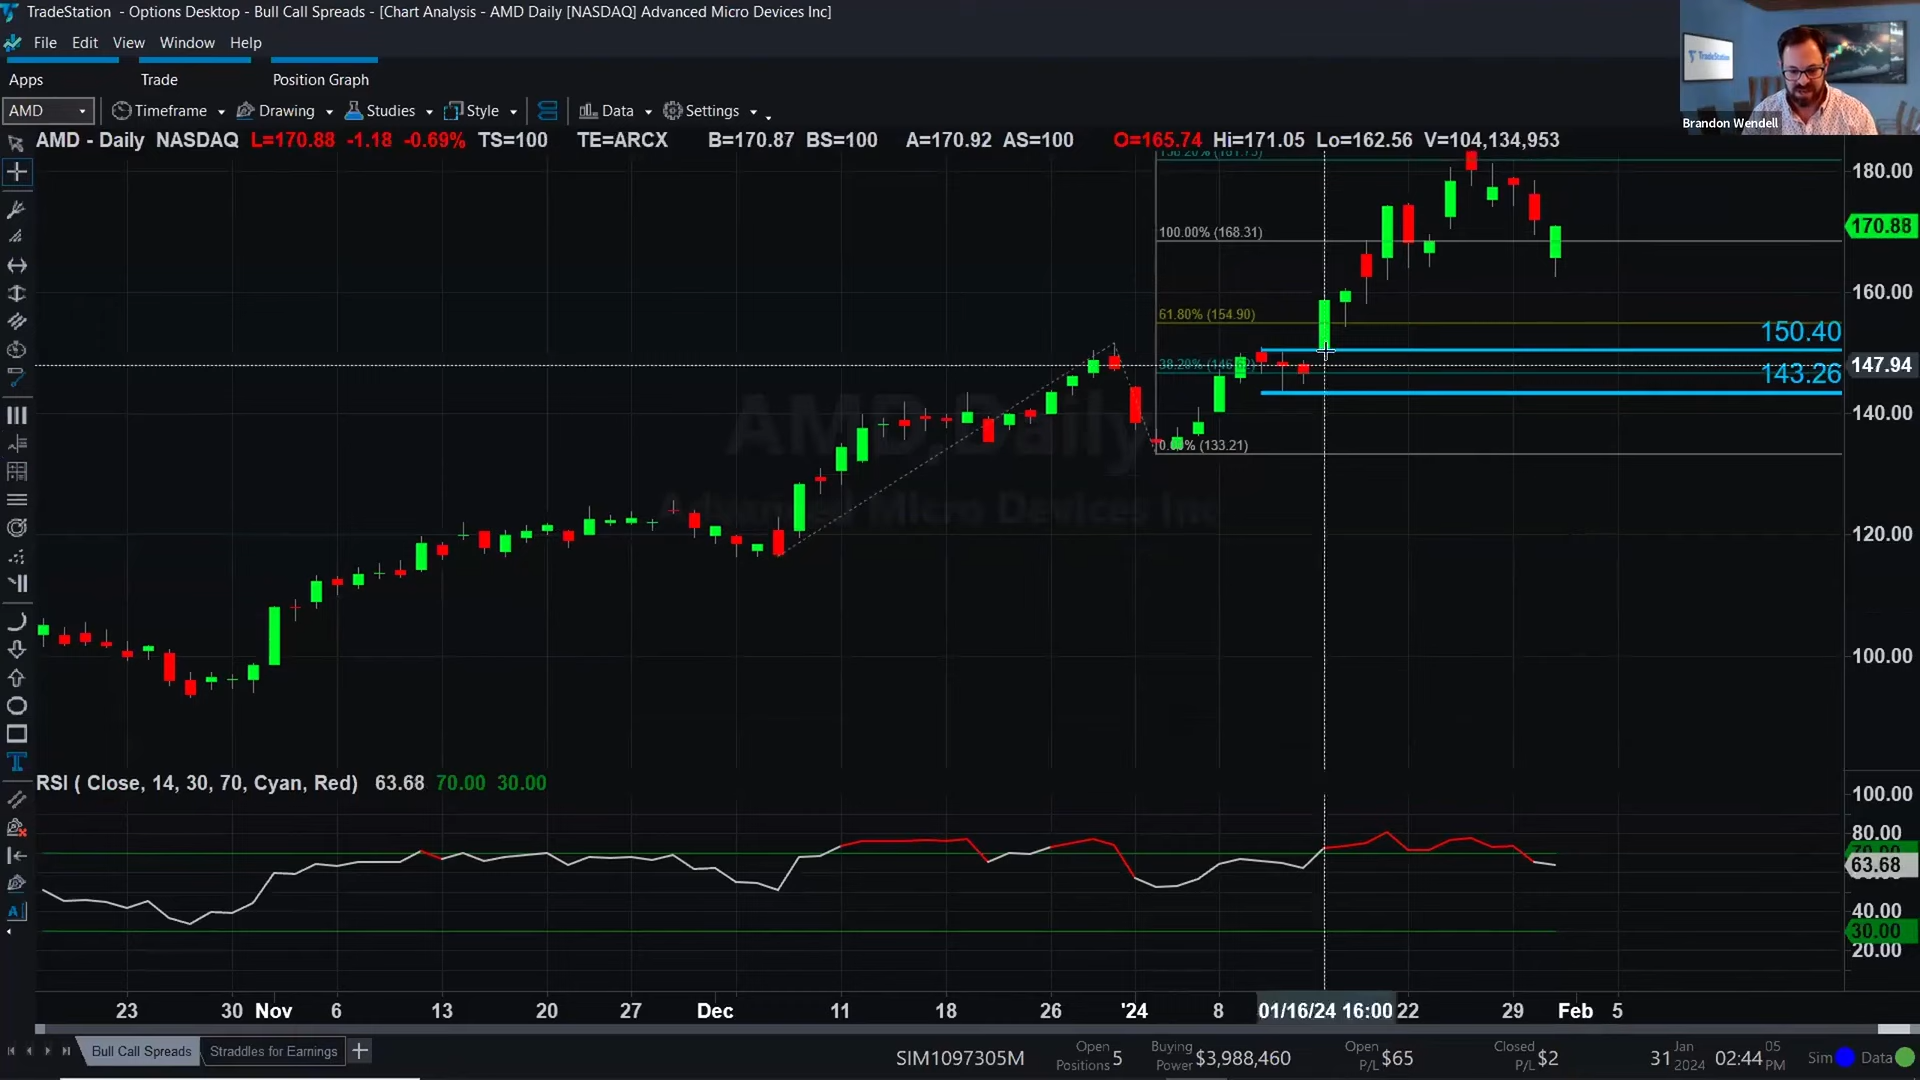 TradeStation - Options Desktop - Bull Call Spreads - [Chart Analysis - AMD Daily [NASDAQ] Advanced Micro Devices Inc]
File Edit View Window Help
Apps Trade Position Graph
TradeStation
Brandon Wendell
AMD Timeframe Drawing Studies Style Data Settings
AMD - Daily NASDAQ L=170.88 -1.18 -0.69% TS=100 TE=ARCX B=170.87 BS=100 A=170.92 AS=100 O=165.74 Hi=171.05 Lo=162.56 V=104,134,953
180.00
170.88
100.00% (168.31)
160.00
61.80% (154.90)
150.40
147.94
143.26
140.00
AMD,Daily
(133.21)
Advanced Micro Devices Inc
120.00
100.00
RSI ( Close, 14, 30, 70, Cyan, Red) 63.68 70.00 30.00
100.00
80.00
63.68
40.00
30.00
20.00
23 30 Nov 6 13 20 27 Dec 11 18 26 '24 8 01/16/24 16:00 22 29 Feb 5
Bull Call Spreads Straddles for Earnings
SIM1097305M Open Positions 5 Buying Power $3,988,460 Open P/L $65 Closed P/L $2 31 Jan 2024 02:44 05 PM Sim Data